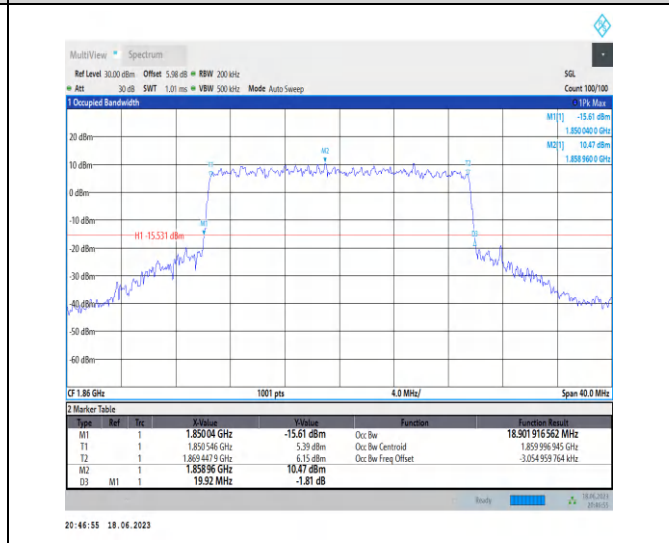 MultiView Spectrum
Ref Level 30.00 dBm Offset 5.98 dB RBW 200 kHz SGL
Att 30 dB SWT 1.01 ms VBW 500 kHz Mode Auto Sweep Count 100/100
1 Occupied Bandwidth 1Pk Max
M1[1] -15.61 dBm
1.850 040 0 GHz
M2[1] 10.47 dBm
1.858 960 0 GHz
20 dBm
10 dBm
0 dBm
-10 dBm
-20 dBm
-30 dBm
-40 dBm
-50 dBm
-60 dBm
M2
T1
T2
M1
D3
H1 -15.531 dBm
CF 1.86 GHz 1001 pts 4.0 MHz/ Span 40.0 MHz
2 Marker Table
Type Ref Trc X-Value Y-Value Function Function Result
M1 1 1.85004 GHz -15.61 dBm Occ Bw 18.901 916 562 MHz
T1 1 1.850 546 GHz 5.39 dBm Occ Bw Centroid 1.859 996 945 GHz
T2 1 1.869 447 9 GHz 6.15 dBm Occ Bw Freq Offset -3.054 959 764 kHz
M2 1 1.858 96 GHz 10.47 dBm
D3 M1 1 19.92 MHz -1.81 dB
Ready 18.06.2023
20:46:55
20:46:55 18.06.2023